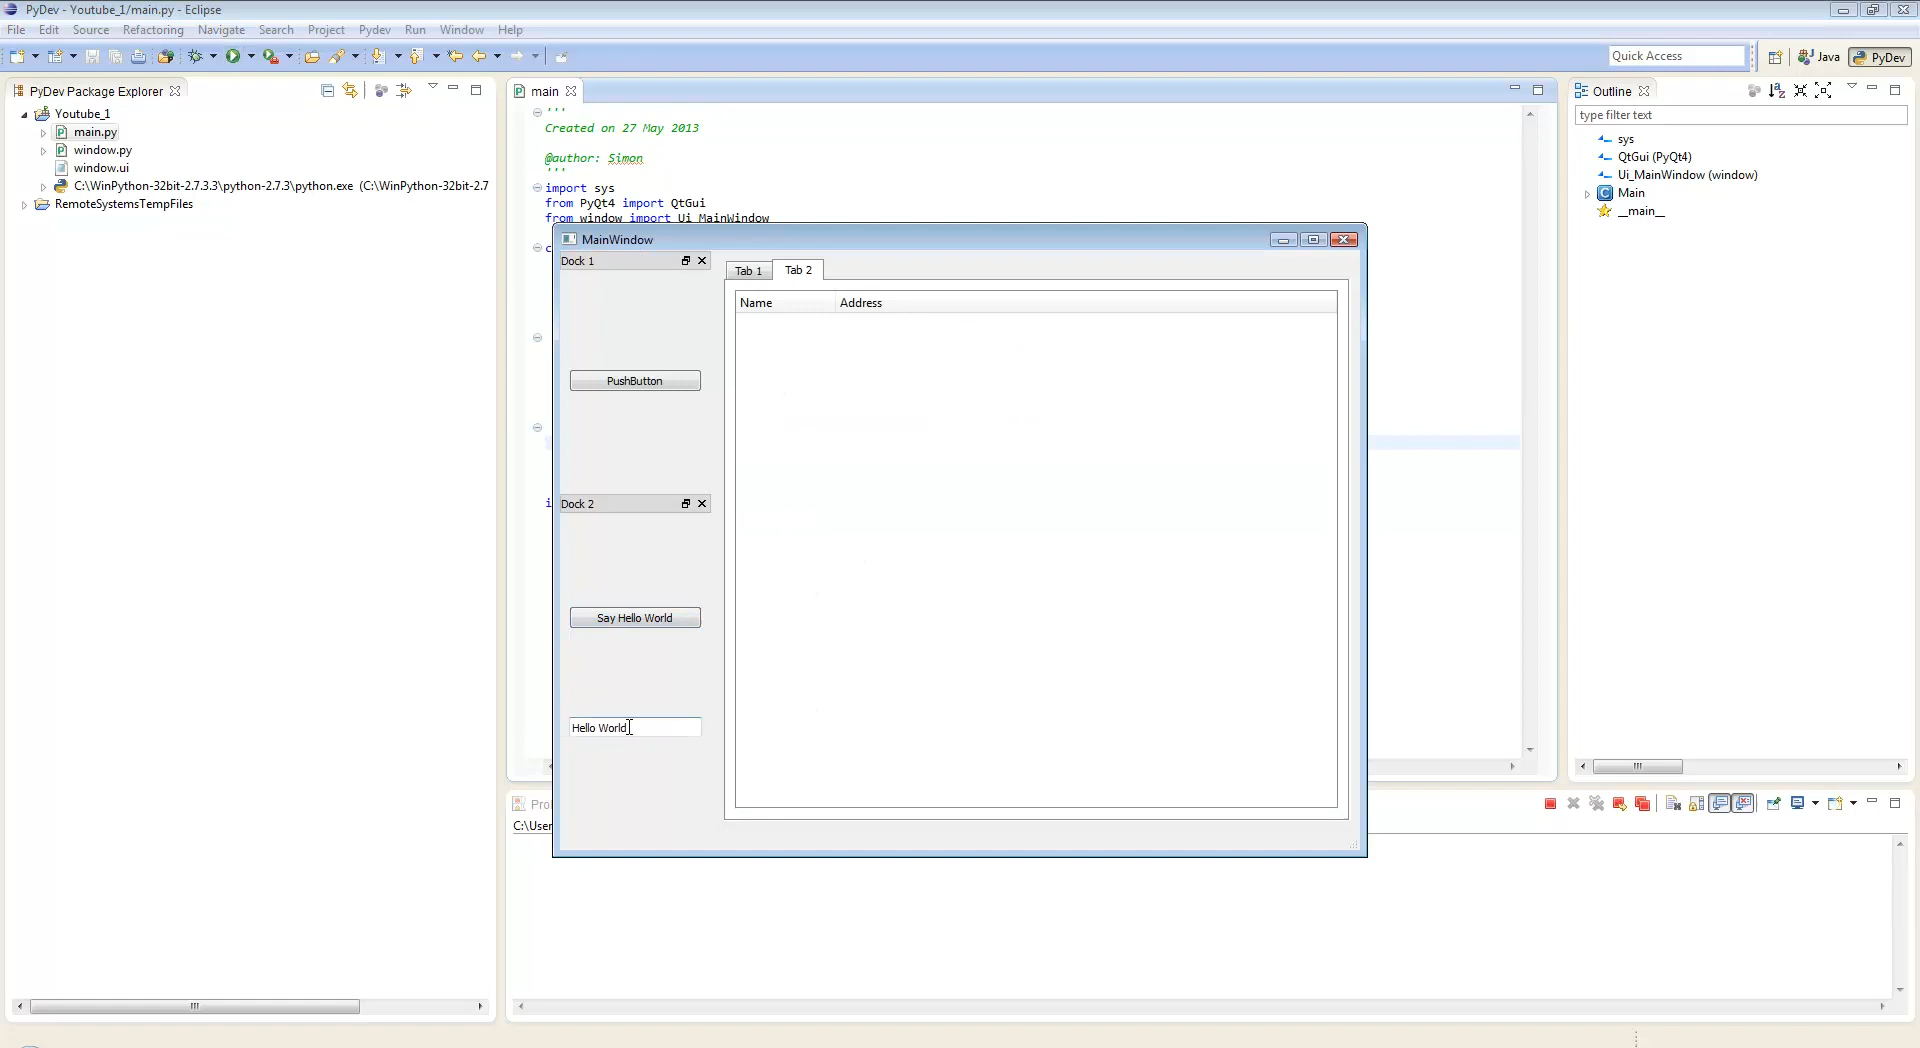 PyDev - Youtube_1/main.py - Eclipse
File Edit Source Refactoring Navigate Search Project Pydev Run Window Help
Quick Access
Java
PyDev
PyDev Package Explorer
Youtube_1
main.py
window.py
window.ui
C:\WinPython-32bit-2.7.3.3\python-2.7.3\python.exe (C:\WinPython-32bit-2.7
RemoteSystemsTempFiles
main
'''
Created on 27 May 2013
@author: Simon
'''
import sys
from PyQt4 import QtGui
from window import Ui_MainWindow
c
i
MainWindow
Dock 1
PushButton
Dock 2
Say Hello World
Hello World
Tab 1 Tab 2
Name Address
Outline
type filter text
sys
QtGui (PyQt4)
Ui_MainWindow (window)
Main
__main__
C:\User